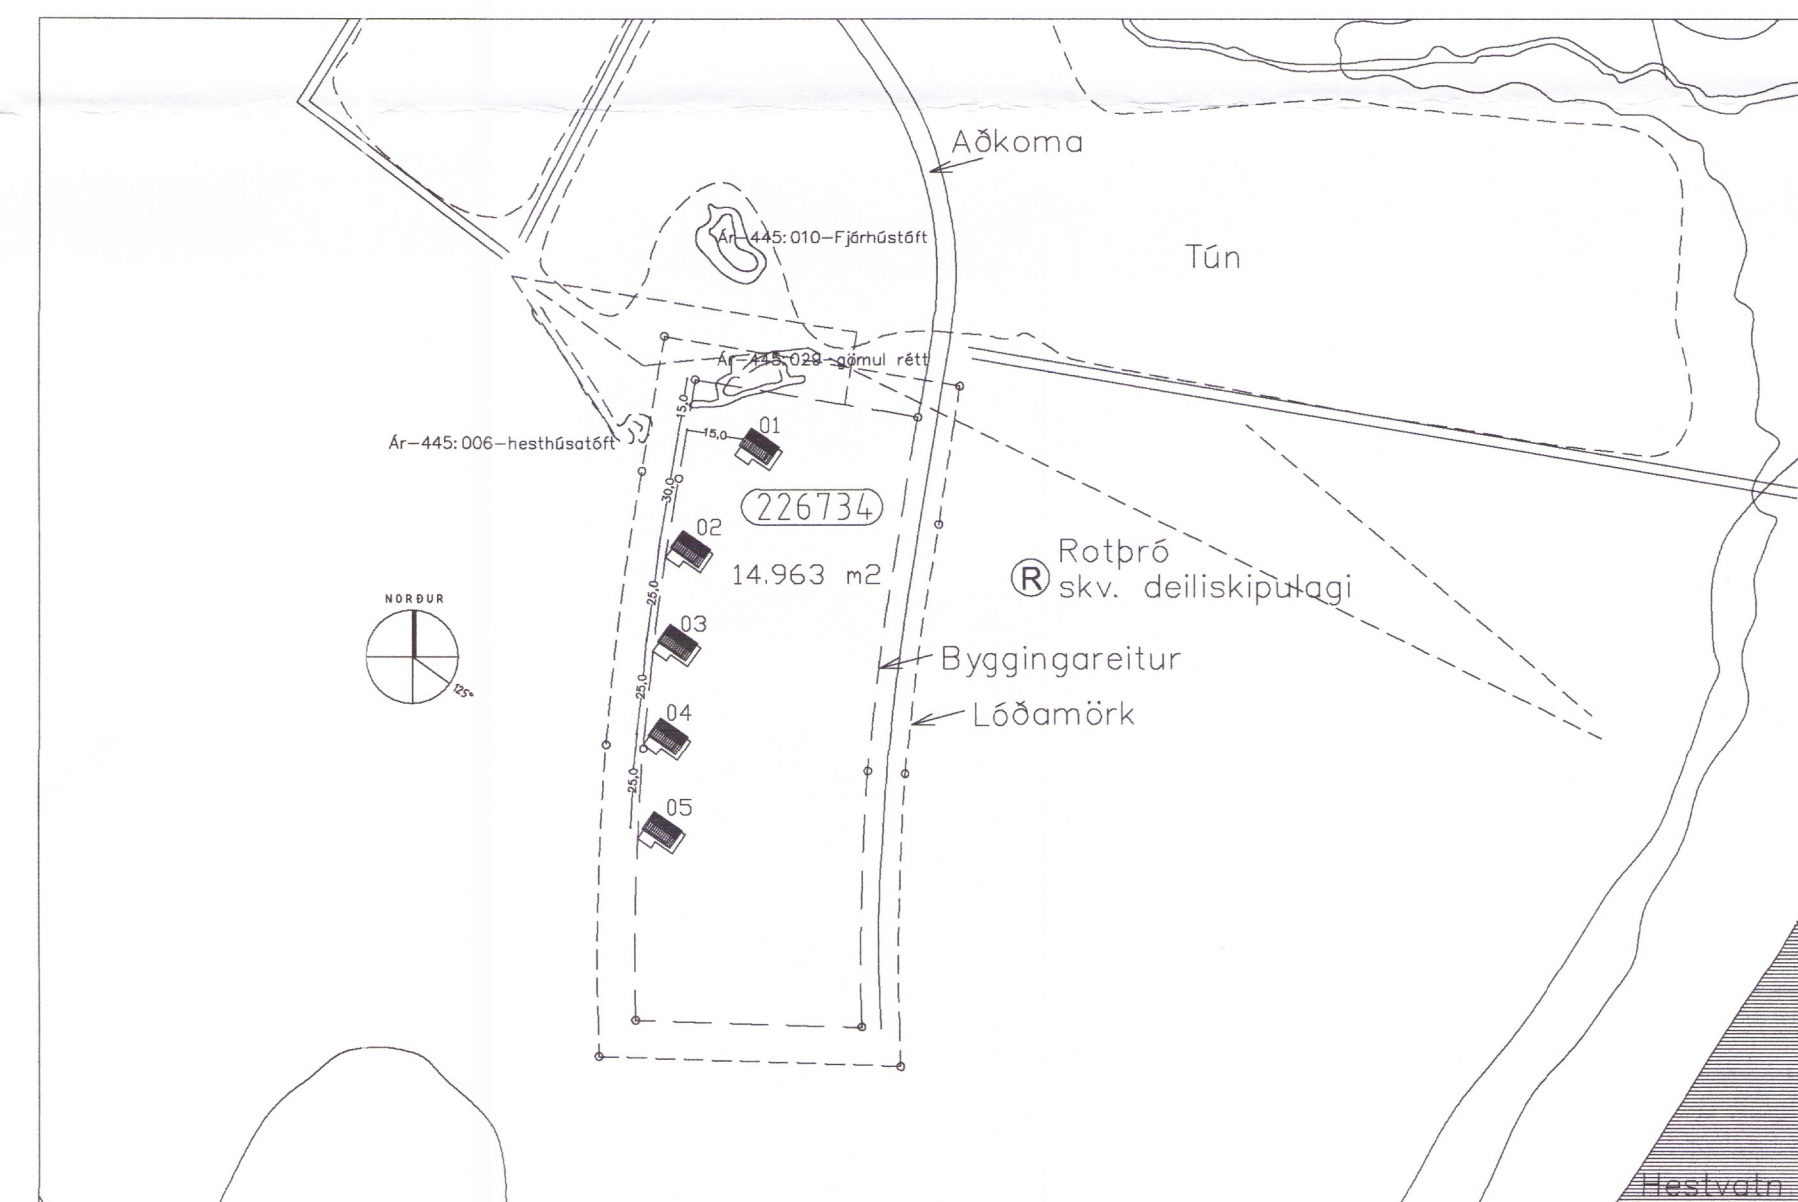 Aðkoma
Ár-445:010-Fjárhústóft
Tún
Ár-445:029-gömul rétt
15,0
15,0
01
Ár-445:006-hesthúsatóft
30,0
226734
02
Rotþró
R
skv. deiliskipulagi
14.963 m2
25,0
NORÐUR
125°
03
Byggingareitur
25,0
04
Lóðamörk
25,0
05
Hestvatn